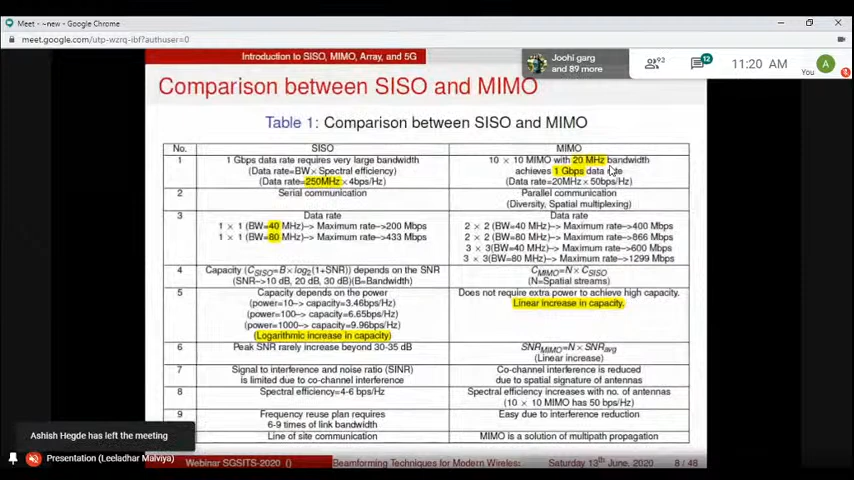 Meet - ~new - Google Chrome
meet.google.com/utp-wzrq-ibf?authuser=0
Introduction to SISO, MIMO, Array, and 5G
Joohi garg
and 89 more
92
12
11:20 AM
You
A
Comparison between SISO and MIMO
Table 1: Comparison between SISO and MIMO
No. SISO MIMO
1 1 Gbps data rate requires very large bandwidth 10 × 10 MIMO with 20 MHz bandwidth
(Data rate=BW× Spectral efficiency) achieves 1 Gbps data rate
(Data rate=250MHz×4bps/Hz) (Data rate=20MHz×50bps/Hz)
2 Serial communication Parallel communication
(Diversity, Spatial multiplexing)
3 Data rate Data rate
1 × 1 (BW=40 MHz)–> Maximum rate–>200 Mbps 2 × 2 (BW=40 MHz)–> Maximum rate–>400 Mbps
1 × 1 (BW=80 MHz)–> Maximum rate–>433 Mbps 2 × 2 (BW=80 MHz)–> Maximum rate–>866 Mbps
3 × 3(BW=40 MHz)–> Maximum rate–>600 Mbps
3 × 3(BW=80 MHz)–> Maximum rate–>1299 Mbps
4 Capacity (C_SISO=B×log₂(1+SNR) depends on the SNR C_MIMO=N × C_SISO
(SNR–>10 dB, 20 dB, 30 dB)(B=Bandwidth) (N=Spatial streams)
5 Capacity depends on the power Does not require extra power to achieve high capacity.
(power=10–> capacity=3.46bps/Hz) Linear increase in capacity.
(power=100–> capacity=6.65bps/Hz)
(power=1000–> capacity=9.96bps/Hz)
(Logarithmic increase in capacity)
6 Peak SNR rarely increase beyond 30-35 dB SNR_MIMO=N × SNR_avg
(Linear increase)
7 Signal to interference and noise ratio (SINR) Co-channel interference is reduced
is limited due to co-channel interference due to spatial signature of antennas
8 Spectral efficiency=4-6 bps/Hz Spectral efficiency increases with no. of antennas
(10 × 10 MIMO has 50 bps/Hz)
9 Frequency reuse plan requires Easy due to interference reduction
6-9 times of link bandwidth
Line of site communication MIMO is a solution of multipath propagation
Ashish Hegde has left the meeting
Presentation (Leeladhar Malviya)
Webinar SGSITS-2020 () Beamforming Techniques for Modern Wireles: Saturday 13th June, 2020 8 / 48